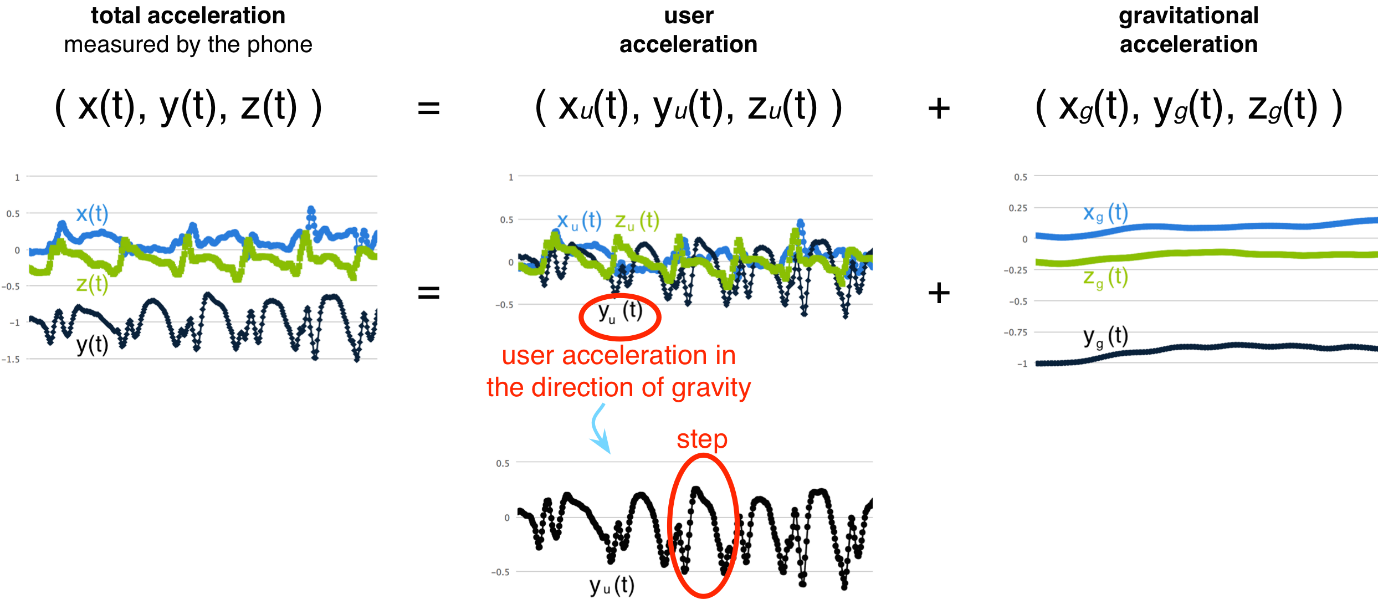 total acceleration
measured by the phone
user
acceleration
gravitational
acceleration
( x(t), y(t), z(t) ) = ( xu(t), yu(t), zu(t) ) + ( xg(t), yg(t), zg(t) )
1
0.5
0
-0.5
-1
-1.5
x(t)
z(t)
y(t)
=
1
0.5
0
-0.5
xu(t) zu(t)
yu(t)
+
0.5
0.25
0
-0.25
-0.5
-0.75
-1
xg(t)
zg(t)
yg(t)
user acceleration in
the direction of gravity
step
0.5
0
-0.5
yu(t)